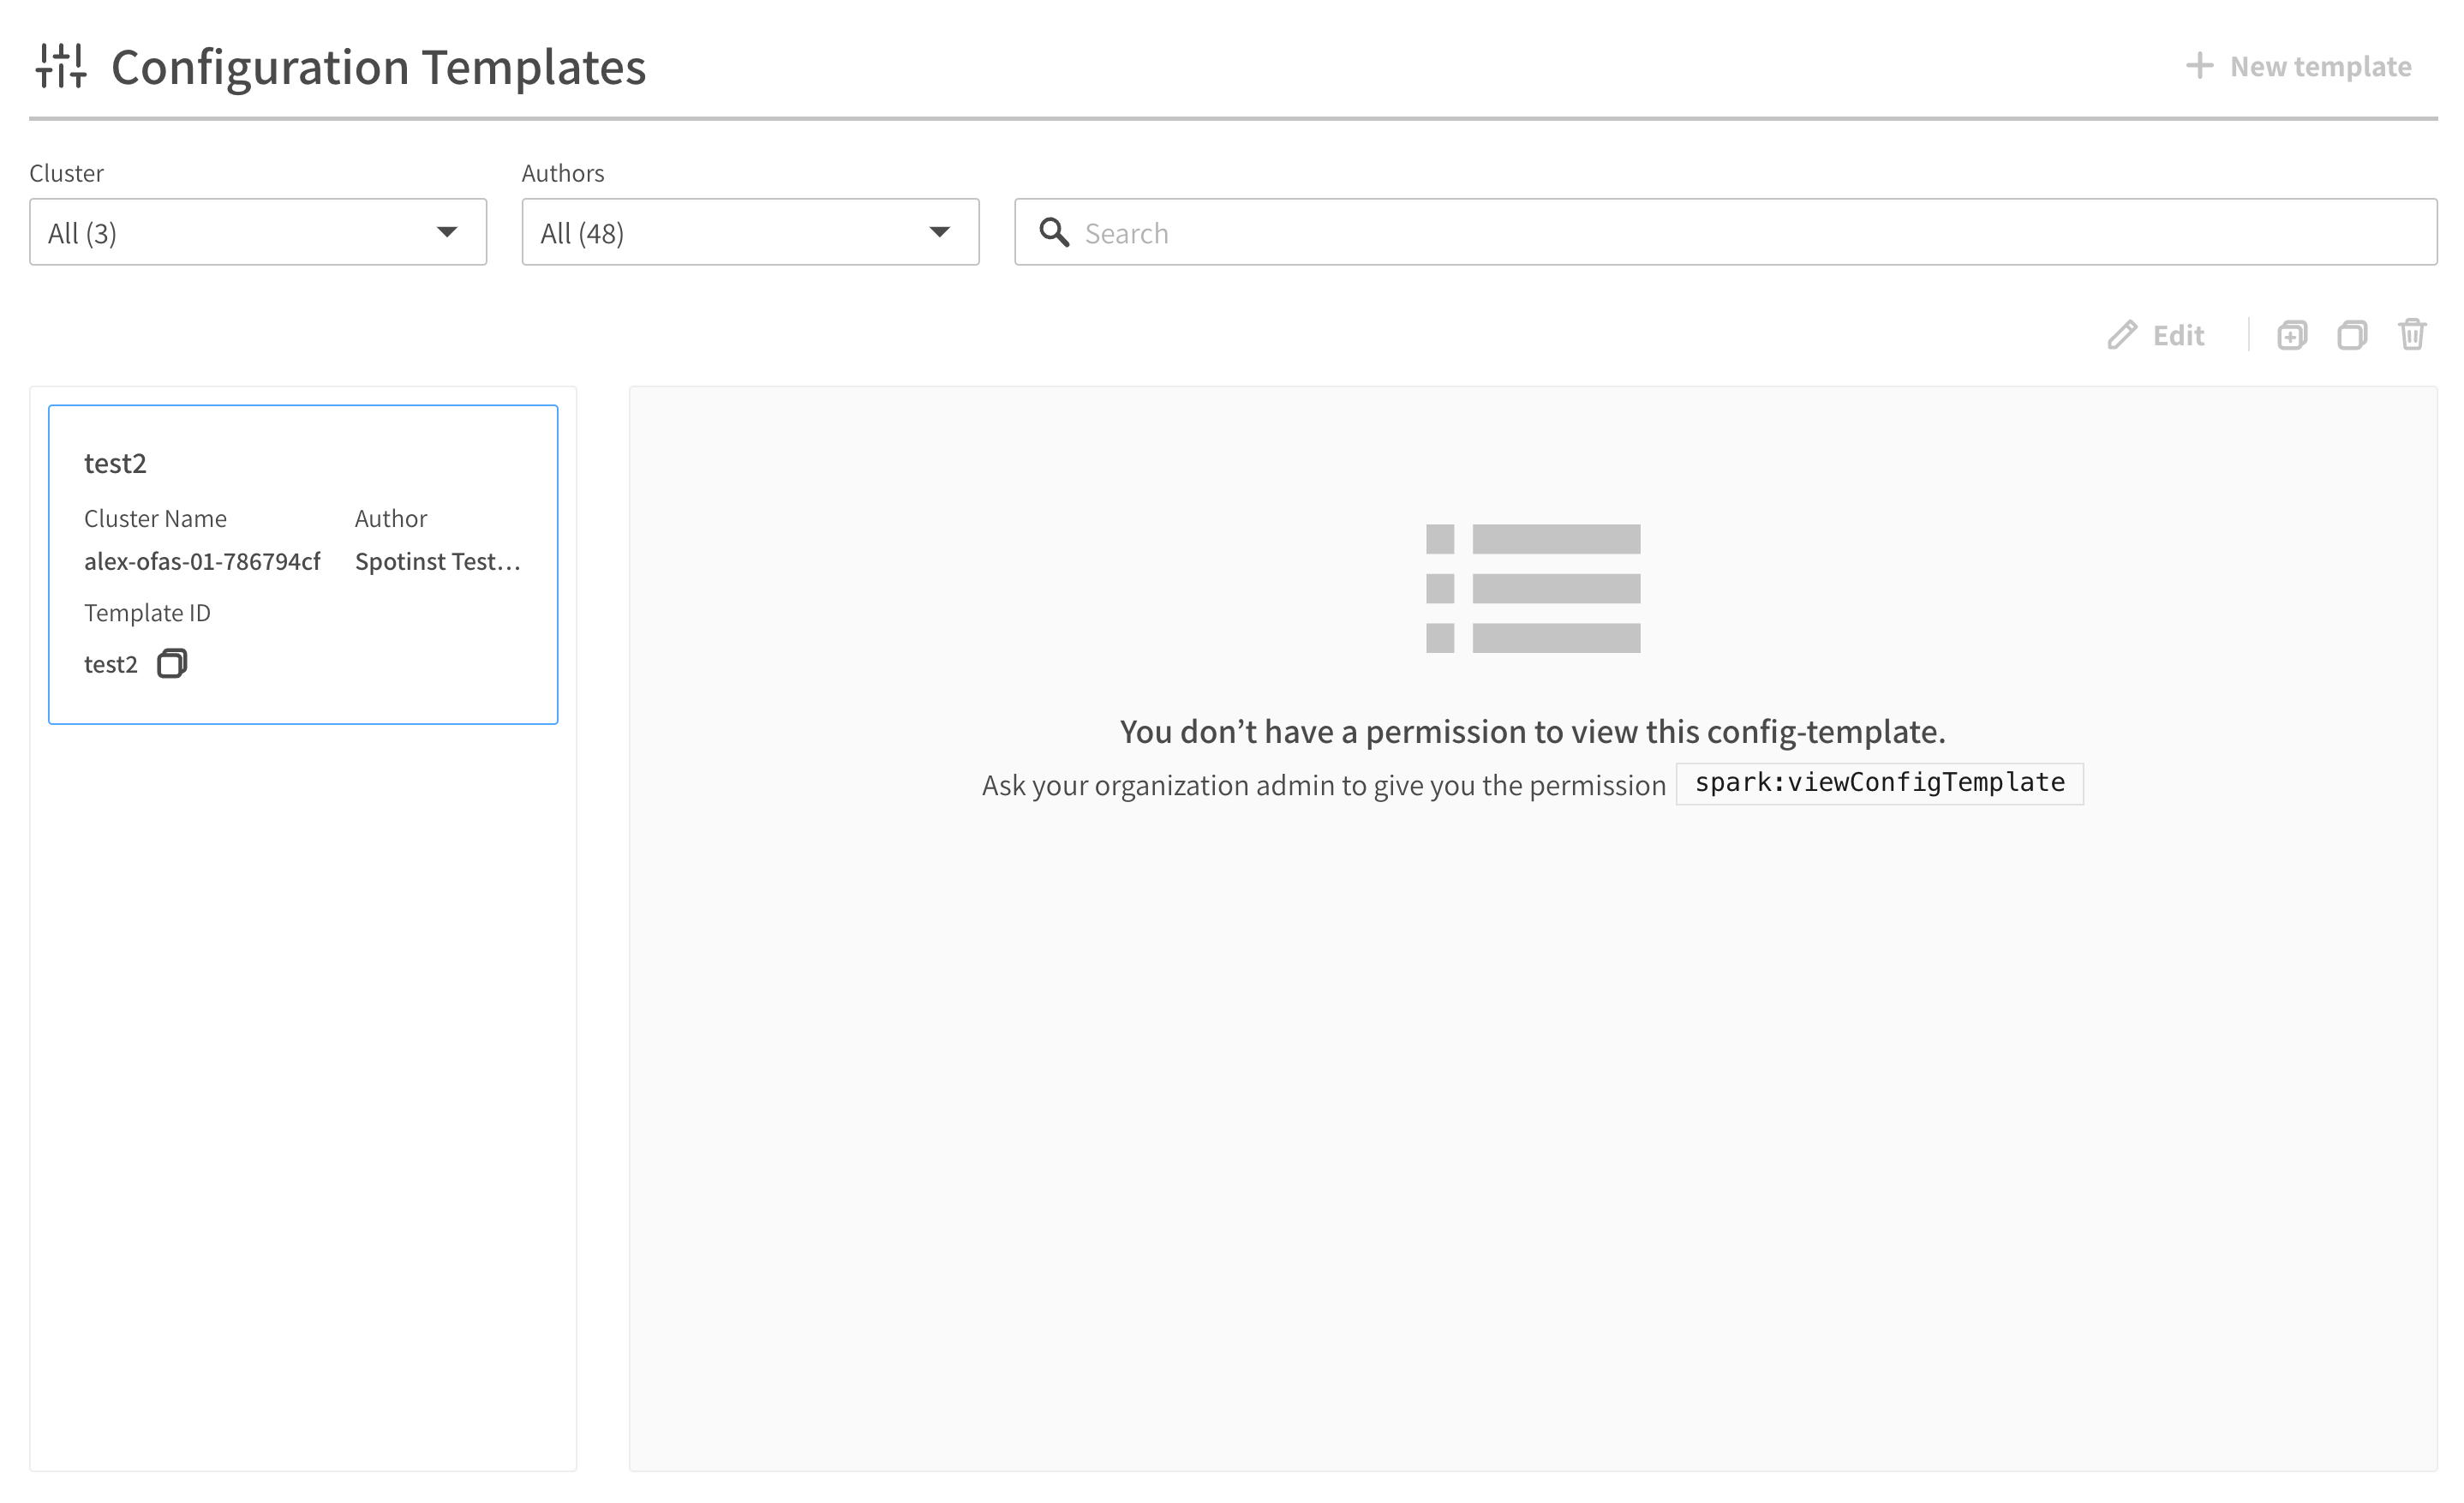 Configuration Templates
New template
Cluster
Authors
All (3)
All (48)
Search
Edit
test2
Cluster Name
Author
alex-ofas-01-786794cf
Spotinst Test...
Template ID
test2
You don’t have a permission to view this config-template.
Ask your organization admin to give you the permission spark:viewConfigTemplate